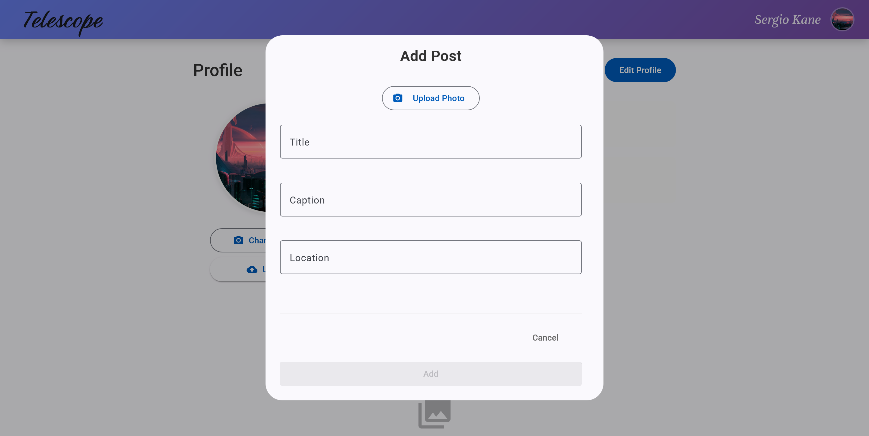 Telescope
Sergio Kane
Add Post
Profile
Edit Profile
Upload Photo
Title
Caption
Location
Cancel
Add